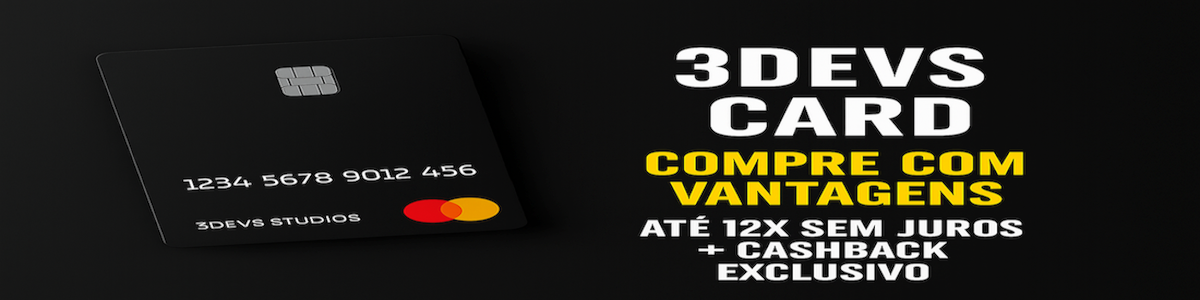 1234 5678 9012 456
3DEVS STUDIOS
3DEVS
CARD
COMPRE COM
VANTAGENS
ATÉ 12X SEM JUROS
+ CASHBACK
EXCLUSIVO